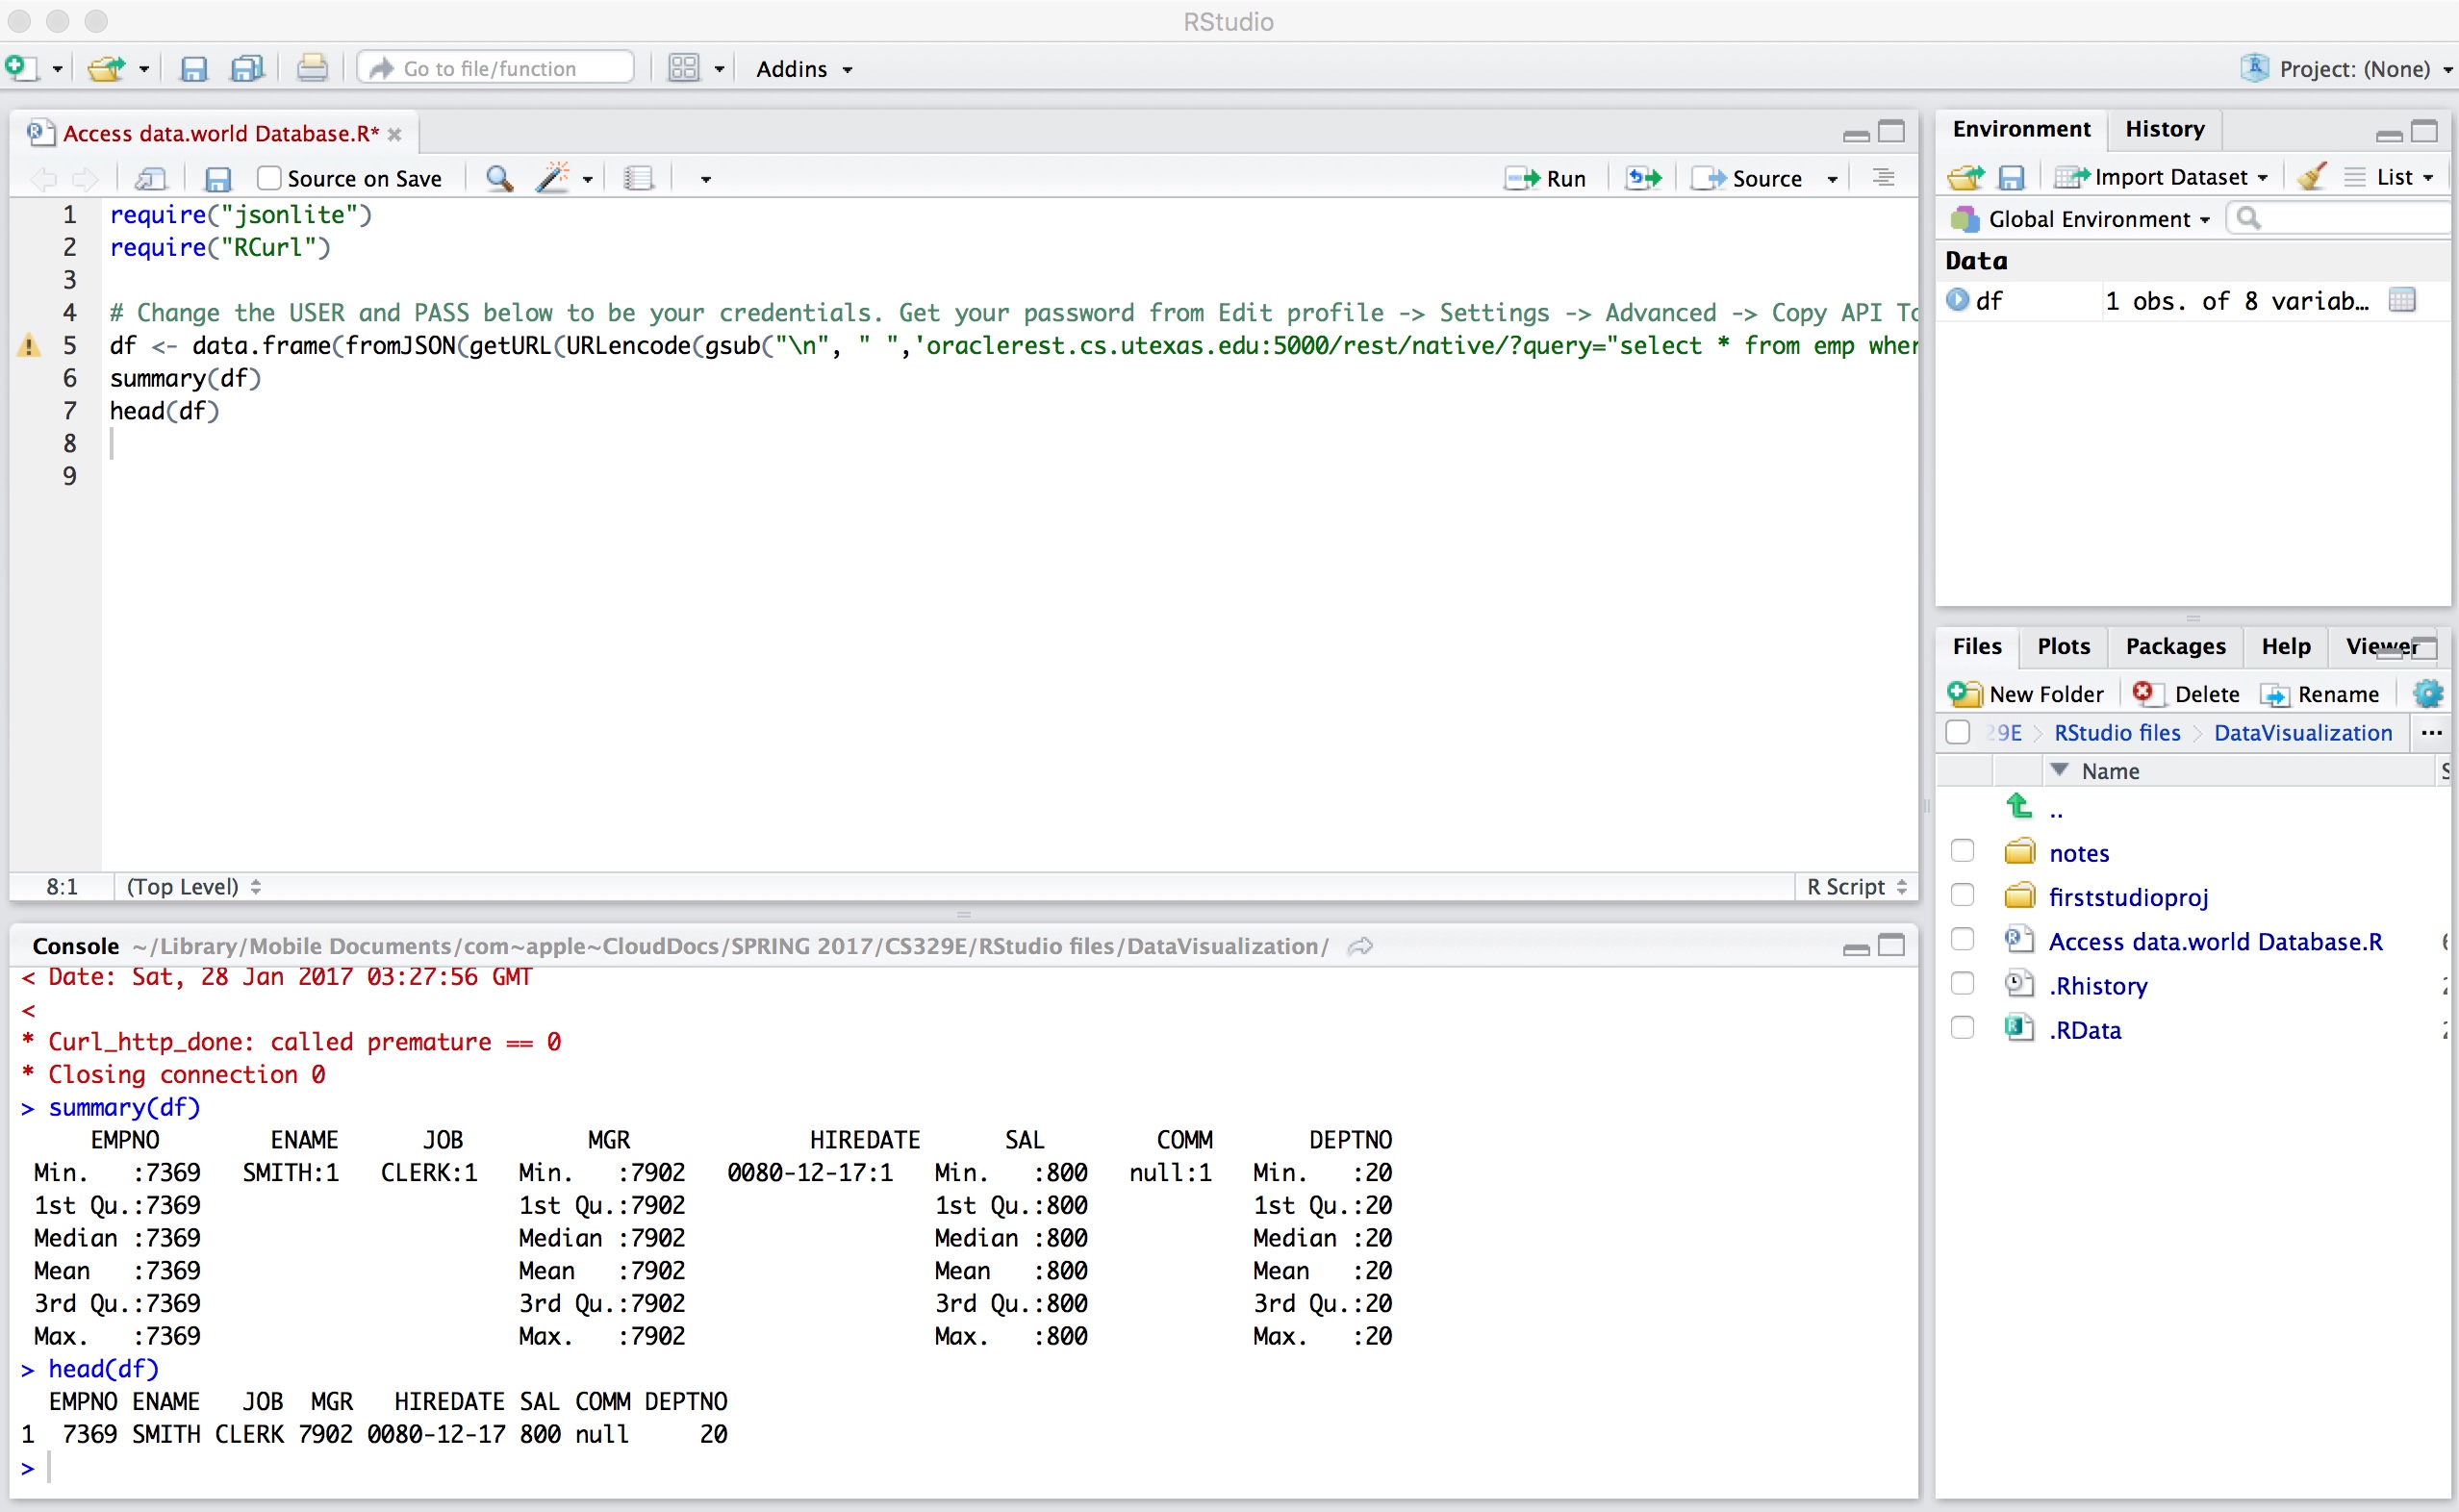 RStudio
Go to file/function
Addins
Project: (None)
Access data.world Database.R*
Source on Save
Run
Source
1 require("jsonlite")
2 require("RCurl")
3
4 # Change the USER and PASS below to be your credentials. Get your password from Edit profile -> Settings -> Advanced -> Copy API To
5 df <- data.frame(fromJSON(getURL(URLencode(gsub("\n", " ",'oraclerest.cs.utexas.edu:5000/rest/native/?query="select * from emp wher
6 summary(df)
7 head(df)
8
9
8:1 (Top Level)
R Script
Console ~/Library/Mobile Documents/com~apple~CloudDocs/SPRING 2017/CS329E/RStudio files/DataVisualization/
< Date: Sat, 28 Jan 2017 03:27:56 GMT
<
* Curl_http_done: called premature == 0
* Closing connection 0
> summary(df)
     EMPNO        ENAME      JOB         MGR             HIREDATE      SAL        COMM       DEPTNO
 Min.   :7369   SMITH:1   CLERK:1   Min.   :7902   0080-12-17:1   Min.   :800   null:1   Min.   :20
 1st Qu.:7369                       1st Qu.:7902                  1st Qu.:800            1st Qu.:20
 Median :7369                       Median :7902                  Median :800            Median :20
 Mean   :7369                       Mean   :7902                  Mean   :800            Mean   :20
 3rd Qu.:7369                       3rd Qu.:7902                  3rd Qu.:800            3rd Qu.:20
 Max.   :7369                       Max.   :7902                  Max.   :800            Max.   :20
> head(df)
  EMPNO ENAME   JOB  MGR   HIREDATE SAL COMM DEPTNO
1  7369 SMITH CLERK 7902 0080-12-17 800 null     20
>
Environment History
Import Dataset List
Global Environment
Data
df 1 obs. of 8 variab…
Files Plots Packages Help Viewer
New Folder Delete Rename
29E RStudio files DataVisualization ...
Name
..
notes
firststudioproj
Access data.world Database.R
.Rhistory
.RData